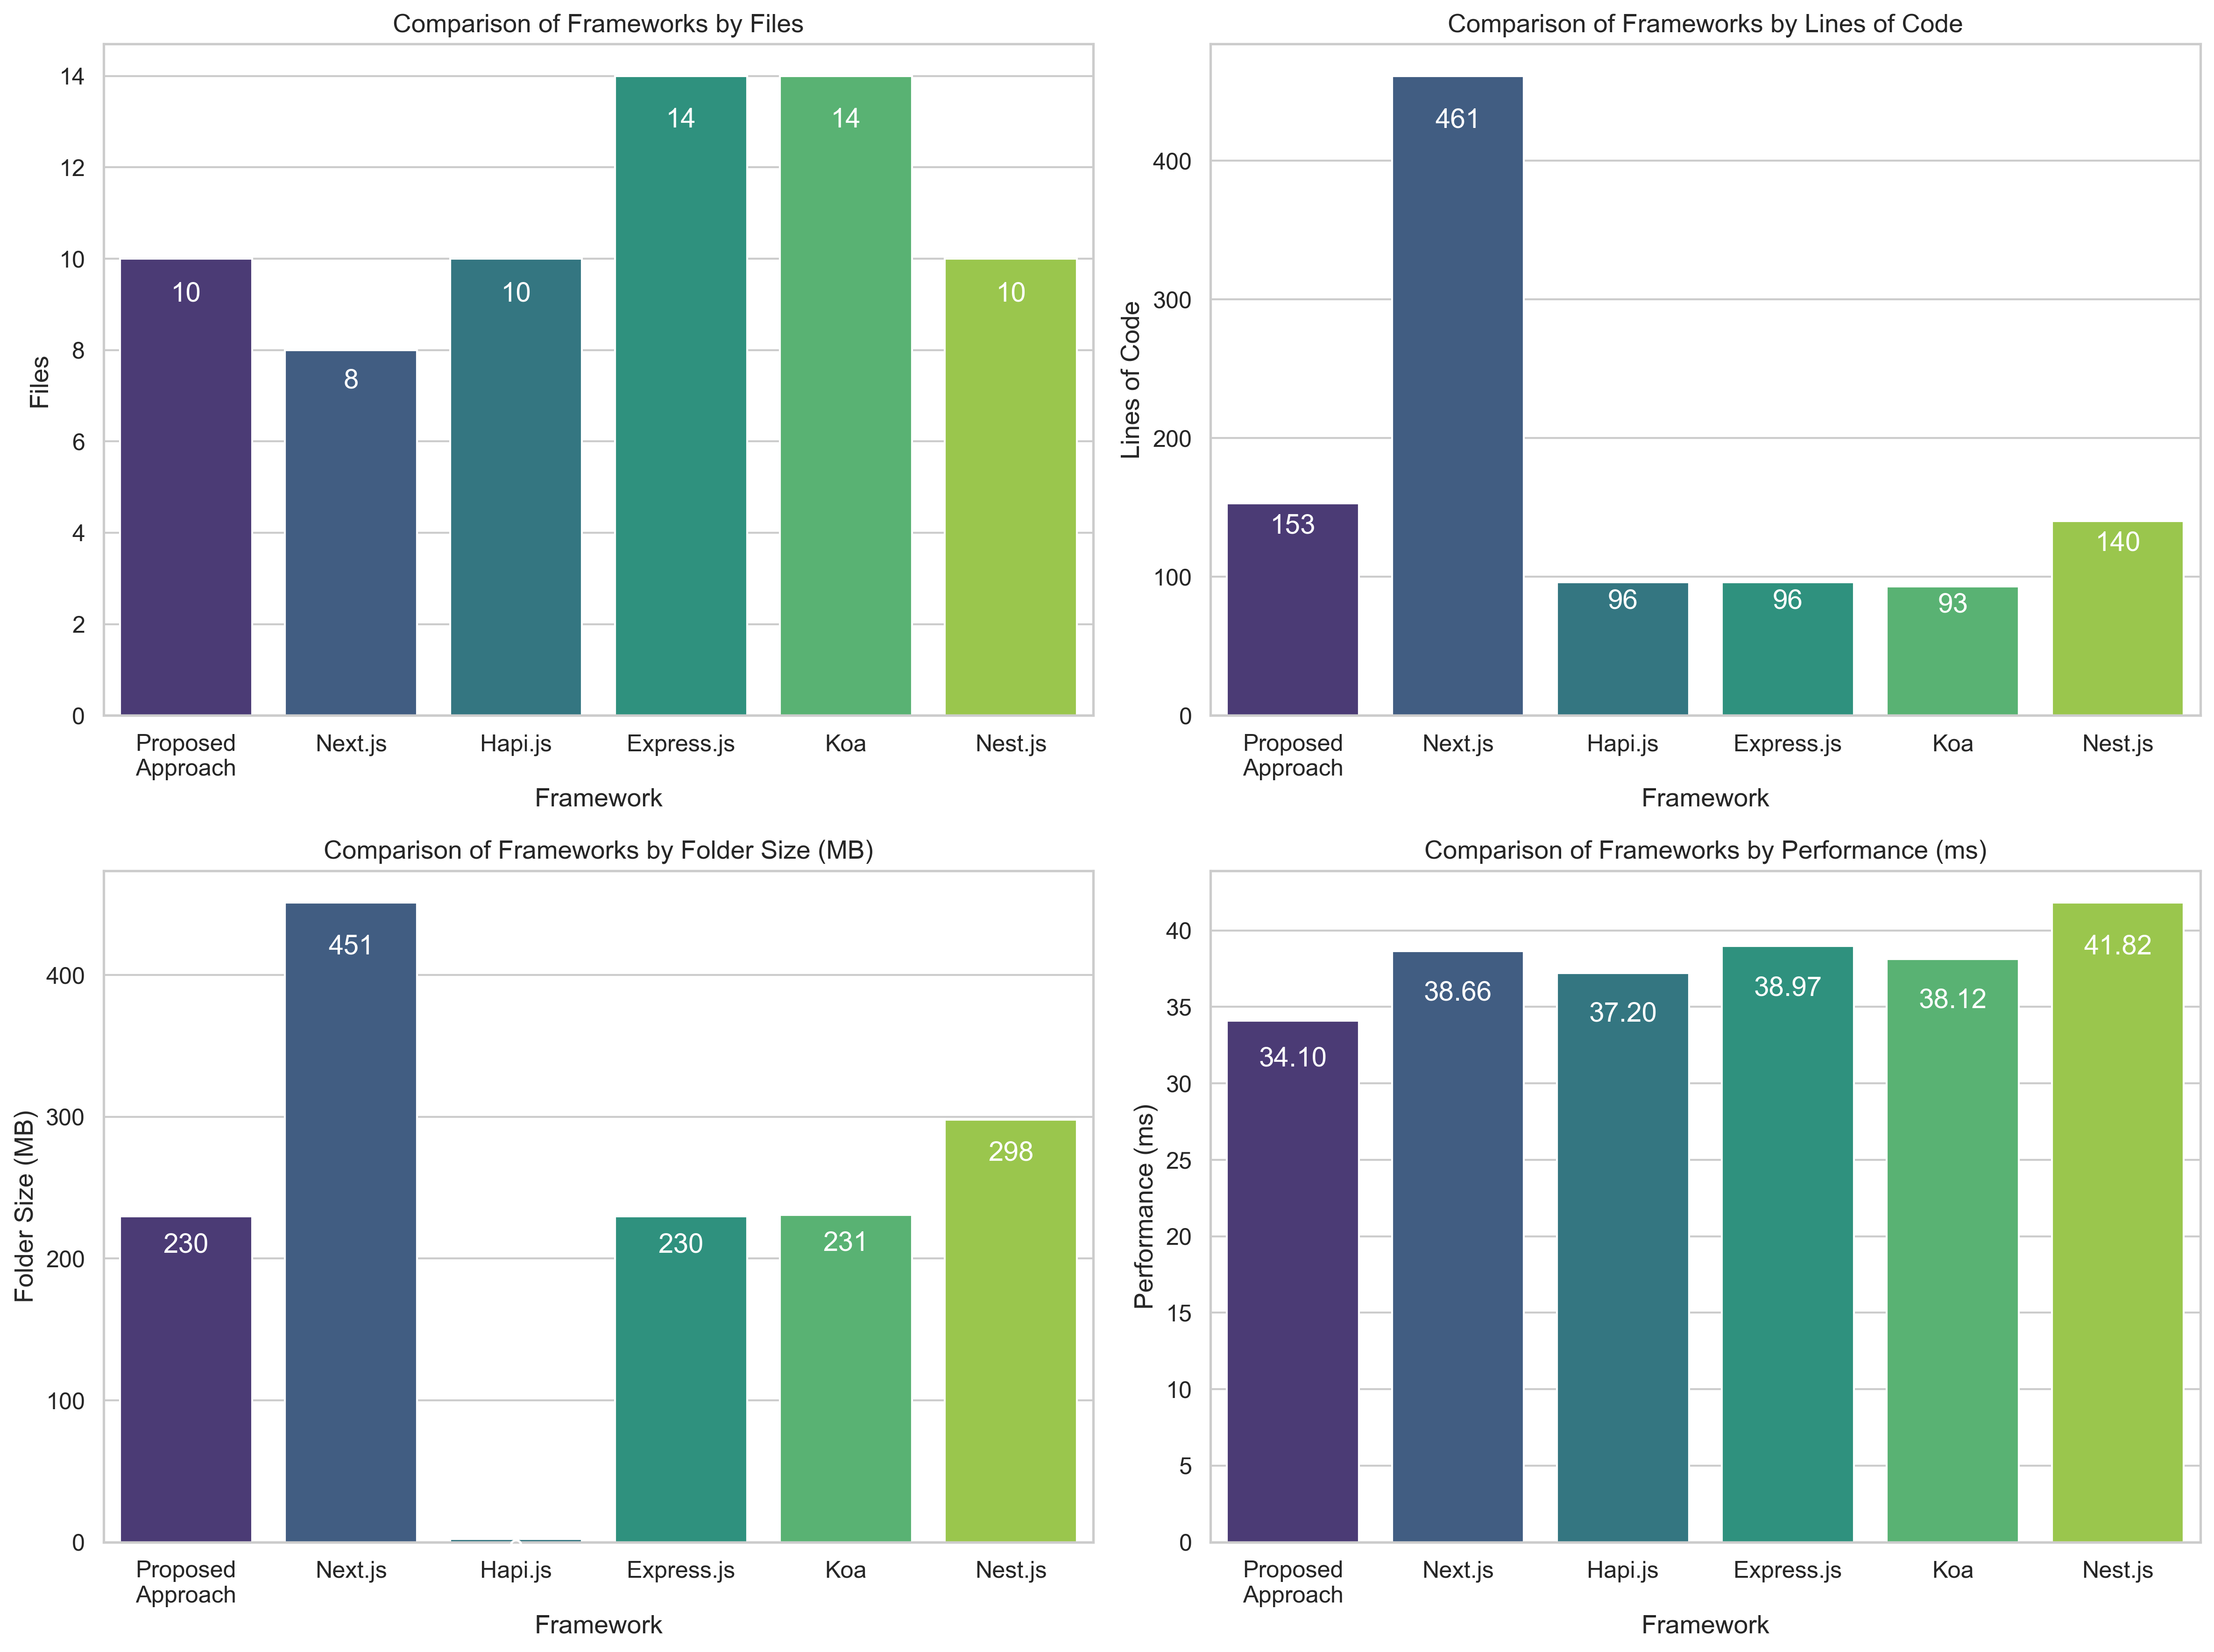 Comparison of Frameworks by Files
Files
14
12
10
8
6
4
2
0
10
8
10
14
14
10
Proposed
Approach
Next.js
Hapi.js
Express.js
Koa
Nest.js
Framework
Comparison of Frameworks by Lines of Code
Lines of Code
400
300
200
100
0
153
461
96
96
93
140
Proposed
Approach
Next.js
Hapi.js
Express.js
Koa
Nest.js
Framework
Comparison of Frameworks by Folder Size (MB)
Folder Size (MB)
400
300
200
100
0
230
451
230
231
298
Proposed
Approach
Next.js
Hapi.js
Express.js
Koa
Nest.js
Framework
Comparison of Frameworks by Performance (ms)
Performance (ms)
40
35
30
25
20
15
10
5
0
34.10
38.66
37.20
38.97
38.12
41.82
Proposed
Approach
Next.js
Hapi.js
Express.js
Koa
Nest.js
Framework